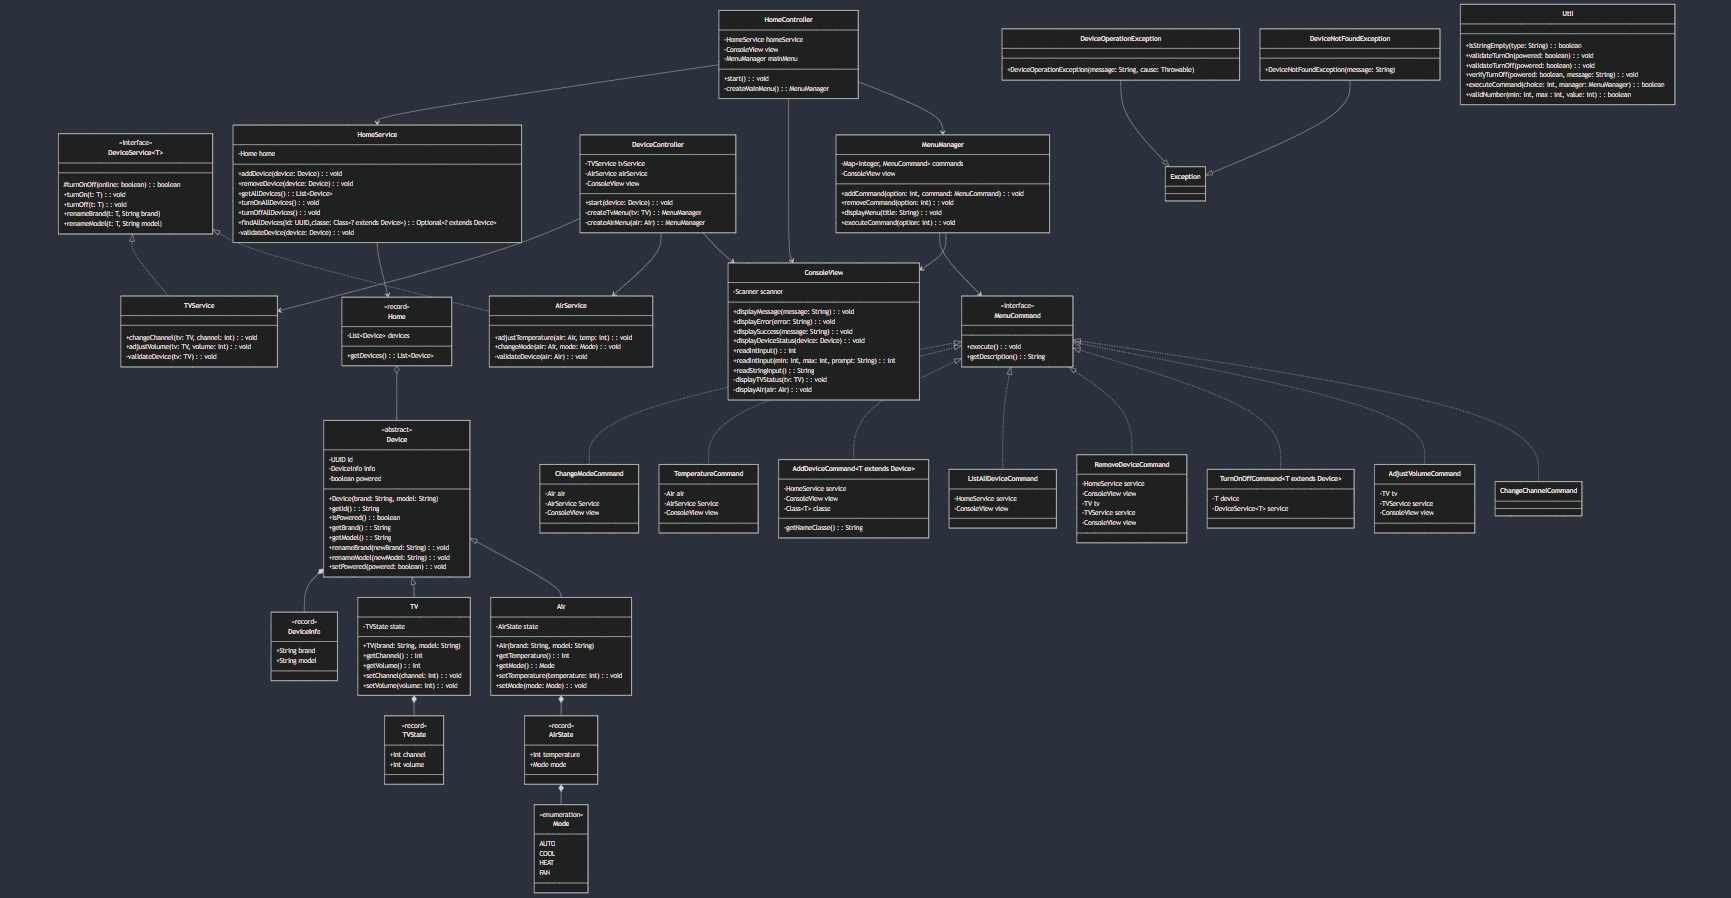 HomeController
-HomeService homeService
-ConsoleView view
-MenuManager mainMenu
+start() : : void
-createMainMenu() : : MenuManager
DeviceOperationException
+DeviceOperationException(message: String, cause: Throwable)
DeviceNotFoundException
+DeviceNotFoundException(message: String)
Util
+isStringEmpty(type: String) : : boolean
+validateTurnOn(powered: boolean) : : void
+validateTurnOff(powered: boolean) : : void
+verifyTurnOff(powered: boolean, message: String) : : void
+executeCommand(choice: int, manager: MenuManager) : : boolean
+validNumber(min: int, max : int, value: int) : : boolean
«interface»
DeviceService<T>
#turnOnOff(online: boolean) : : boolean
+turnOn(t: T) : : void
+turnOff(t: T) : : void
+renameBrand(t: T, String brand)
+renameModel(t: T, String model)
HomeService
-Home home
+addDevice(device: Device) : : void
+removeDevice(device: Device) : : void
+getAllDevices() : : List<Device>
+turnOnAllDevices() : : void
+turnOffAllDevices() : : void
+findAllDevices(id: UUID,classe: Class<? extends Device>) : : Optional<? extends Device>
-validateDevice(device: Device) : : void
DeviceController
-TVService tvService
-AirService airService
-ConsoleView view
+start(device: Device) : : void
-createTvMenu(tv: TV) : : MenuManager
-createAirMenu(air: Air) : : MenuManager
MenuManager
-Map<Integer, MenuCommand> commands
-ConsoleView view
+addCommand(option: int, command: MenuCommand) : : void
+removeCommand(option: int) : : void
+displayMenu(title: String) : : void
+executeCommand(option: int) : : void
Exception
TVService
+changeChannel(tv: TV, channel: int) : : void
+adjustVolume(tv: TV, volume: int) : : void
-validateDevice(tv: TV) : : void
«record»
Home
-List<Device> devices
+getDevices() : : List<Device>
AirService
+adjustTemperature(air: Air, temp: int) : : void
+changeMode(air: Air, mode: Mode) : : void
-validateDevice(air: Air) : : void
ConsoleView
-Scanner scanner
+displayMessage(message: String) : : void
+displayError(error: String) : : void
+displaySuccess(message: String) : : void
+displayDeviceStatus(device: Device) : : void
+readIntInput() : : int
+readIntInput(min: int, max: int, prompt: String) : : int
+readStringInput() : : String
-displayTVStatus(tv: TV) : : void
-displayAir(air: Air) : : void
«interface»
MenuCommand
+execute() : : void
+getDescription() : : String
«abstract»
Device
-UUID id
-DeviceInfo info
-boolean powered
+Device(brand: String, model: String)
+getId() : : String
+isPowered() : : boolean
+getBrand() : : String
+getModel() : : String
+renameBrand(newBrand: String) : : void
+renameModel(newModel: String) : : void
+setPowered(powered: boolean) : : void
ChangeModeCommand
-Air air
-AirService Service
-ConsoleView view
TemperatureCommand
-Air air
-AirService Service
-ConsoleView view
AddDeviceCommand<T extends Device>
-HomeService service
-ConsoleView view
-Class<T> classe
-getNameClasse() : : String
ListAllDeviceCommand
-HomeService service
-ConsoleView view
RemoveDeviceCommand
-HomeService service
-ConsoleView view
-TV tv
-TVService service
-ConsoleView view
TurnOnOffCommand<T extends Device>
-T device
-DeviceService<T> service
AdjustVolumeCommand
-TV tv
-TVService service
-ConsoleView view
ChangeChannelCommand
«record»
DeviceInfo
+String brand
+String model
TV
-TVState state
+TV(brand: String, model: String)
+getChannel() : : int
+getVolume() : : int
+setChannel(channel: int) : : void
+setVolume(volume: int) : : void
Air
-AirState state
+Air(brand: String, model: String)
+getTemperature() : : int
+getMode() : : Mode
+setTemperature(temperature: int) : : void
+setMode(mode: Mode) : : void
«record»
TVState
+int channel
+int volume
«record»
AirState
+int temperature
+Mode mode
«enumeration»
Mode
AUTO
COOL
HEAT
FAN